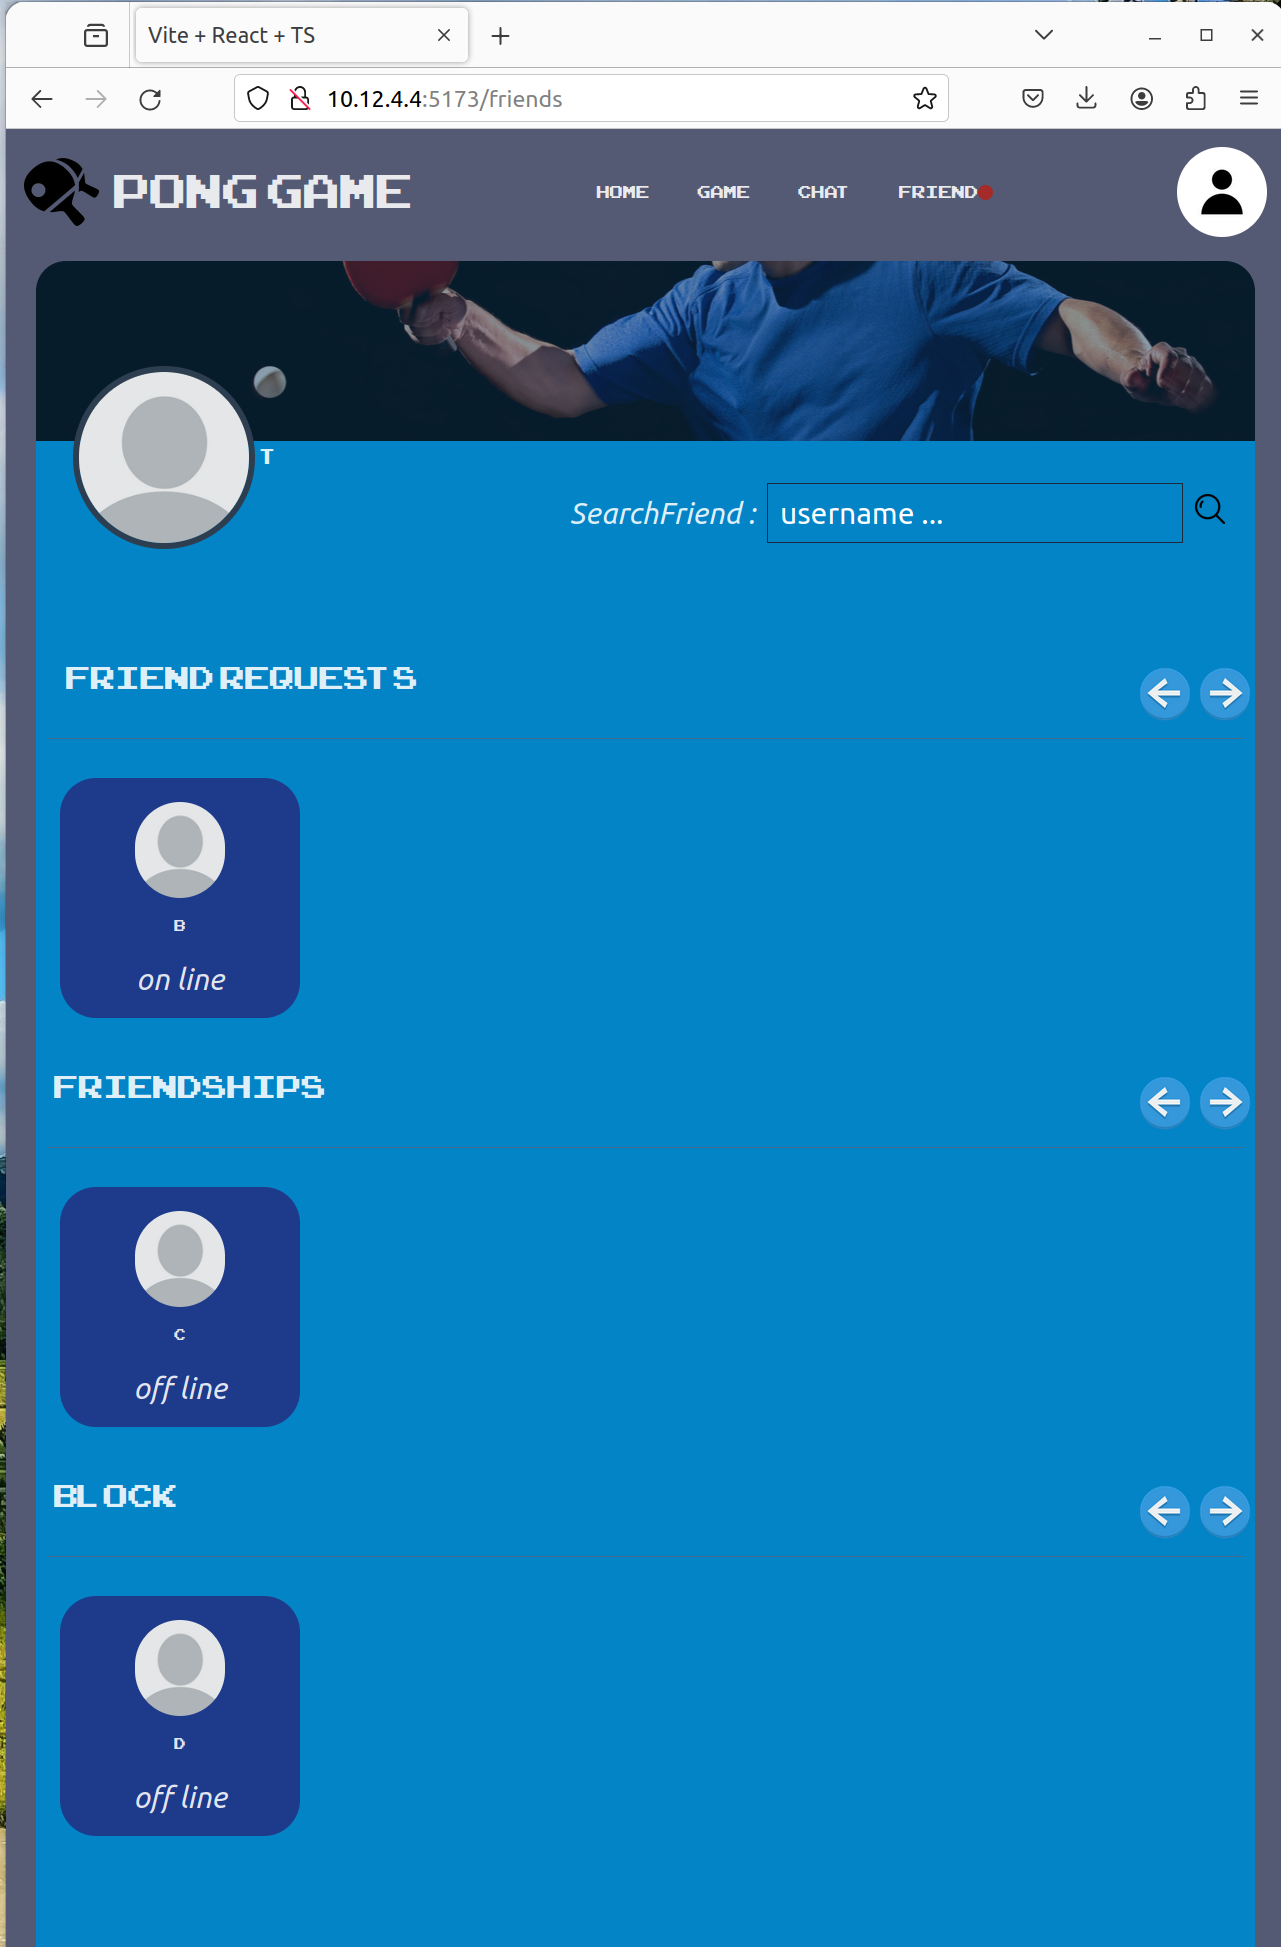 Vite + React + TS
10.12.4.4:5173/friends
PONG GAME
HOME GAME CHAT FRIEND
T
SearchFriend : username ...
FRIEND REQUESTS
B
on line
FRIENDSHIPS
C
off line
BLOCK
D
off line